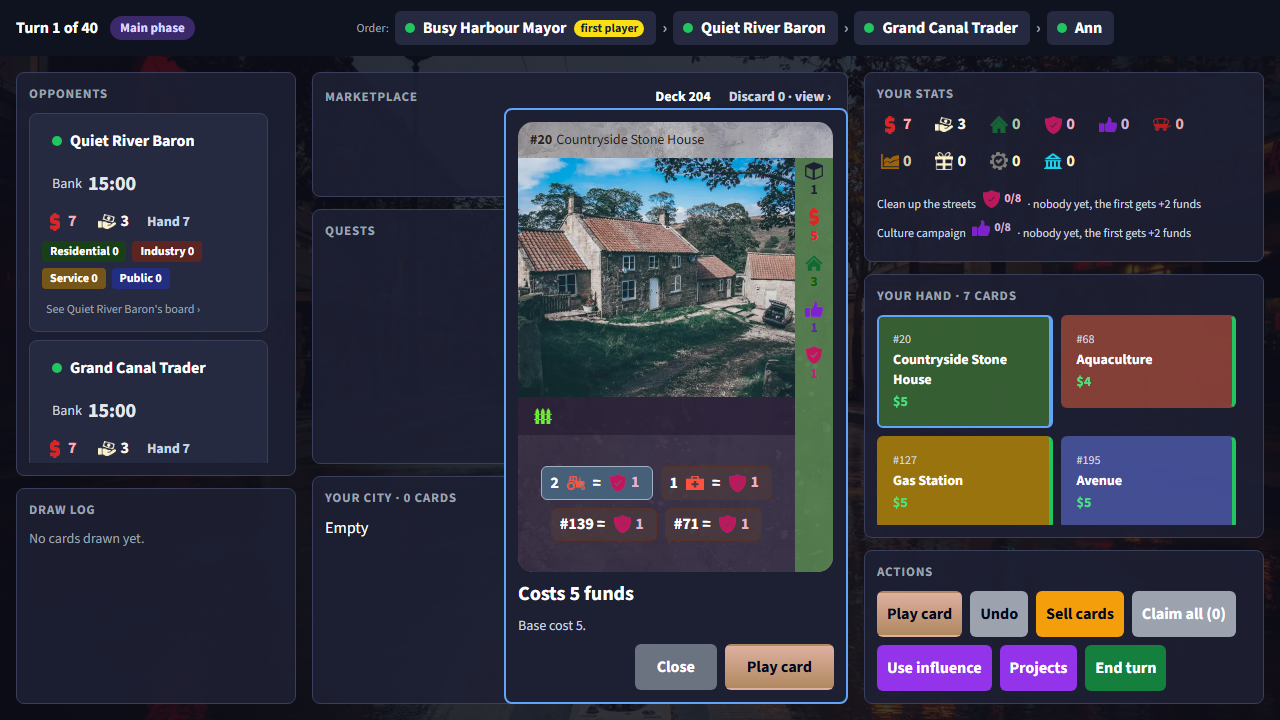 Turn 1 of 40 Main phase Order: Busy Harbour Mayor first player › Quiet River Baron › Grand Canal Trader › Ann
OPPONENTS
Quiet River Baron
Bank 15:00
7 3 Hand 7
Residential 0 Industry 0
Service 0 Public 0
See Quiet River Baron's board ›
Grand Canal Trader
Bank 15:00
7 3 Hand 7
DRAW LOG
No cards drawn yet.
MARKETPLACE Deck 204 Discard 0 · view ›
QUESTS
YOUR CITY · 0 CARDS
Empty
#20 Countryside Stone House
1
5
3
1
1
2 = 1 1 = 1
#139 = 1 #71 = 1
Costs 5 funds
Base cost 5.
Close Play card
YOUR STATS
7 3 0 0 0 0
0 0 0 0
Clean up the streets 0/8 · nobody yet, the first gets +2 funds
Culture campaign 0/8 · nobody yet, the first gets +2 funds
YOUR HAND · 7 CARDS
#20
Countryside Stone
House
$5
#68
Aquaculture
$4
#127
Gas Station
$5
#195
Avenue
$5
ACTIONS
Play card Undo Sell cards Claim all (0)
Use influence Projects End turn